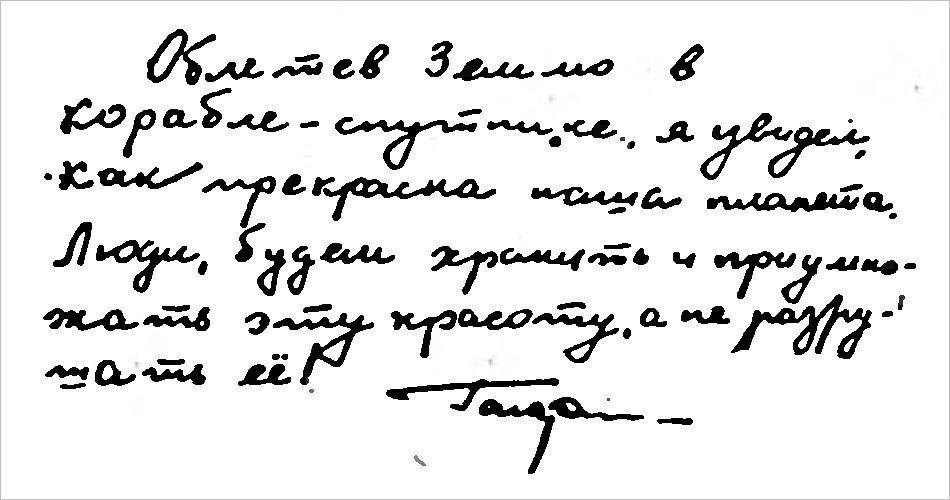 Облетев Землю в
корабле-спутнике, я увидел,
как прекрасна наша планета.
Люди, будем хранить и приумно-
жать эту красоту, а не разру-
шать её!
Гагарин